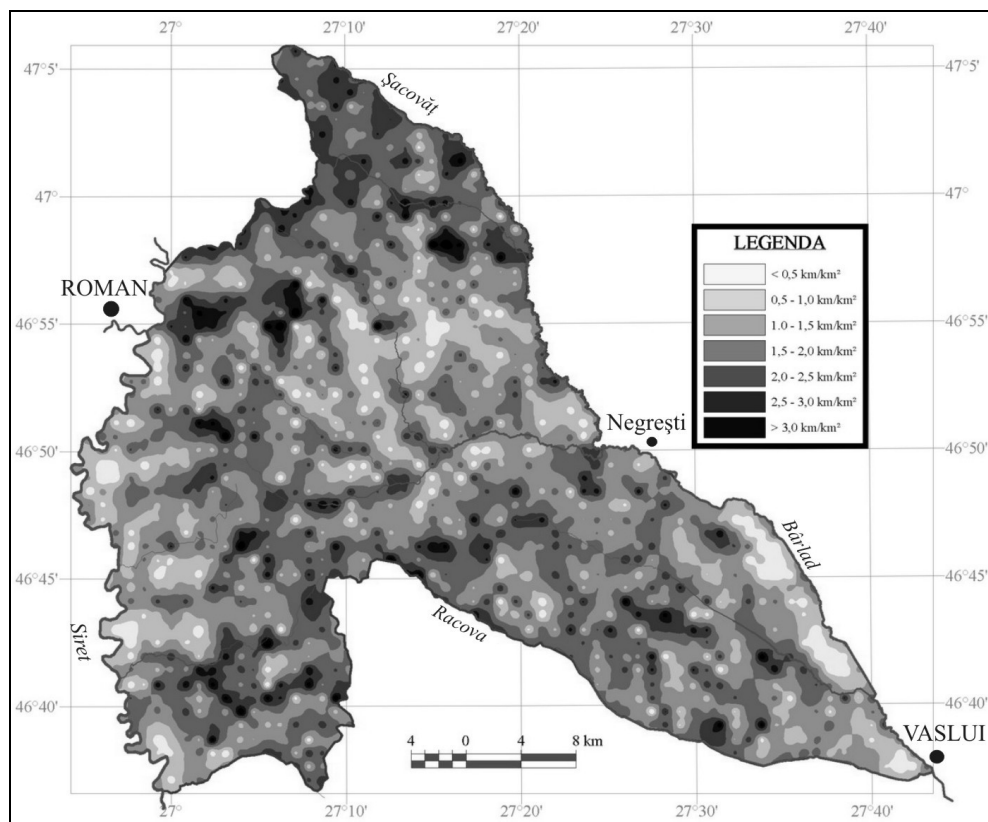 27° 27°10' 27°20' 27°30' 27°40'
47°5' 47°5'
Şacovăţ
47° 47°
LEGENDA
< 0,5 km/km²
0,5 - 1,0 km/km²
1.0 - 1,5 km/km²
1,5 - 2,0 km/km²
2,0 - 2,5 km/km²
2,5 - 3,0 km/km²
> 3,0 km/km²
ROMAN
46°55' 46°55'
Negreşti
46°50' 46°50'
Bârlad
46°45' 46°45'
Racova
Siret
46°40' 46°40'
VASLUI
4 0 4 8 km
27° 27°10' 27°20' 27°30' 27°40'